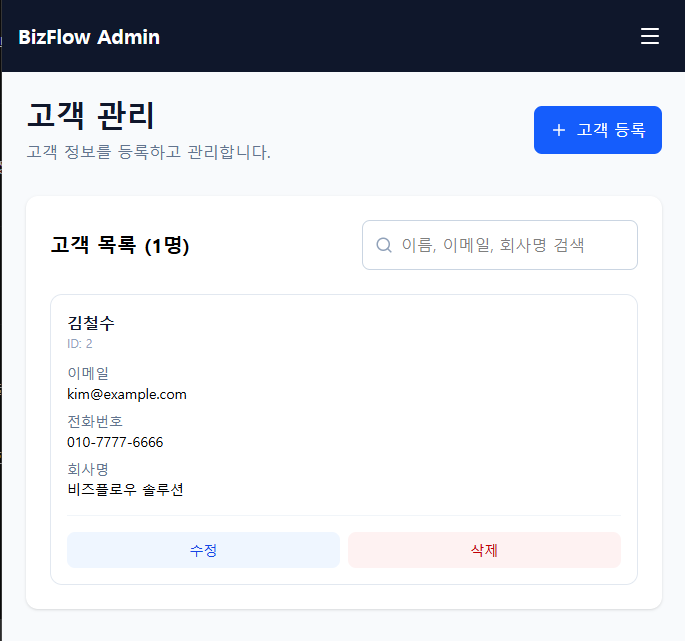 BizFlow Admin
고객 관리
고객 정보를 등록하고 관리합니다.
+ 고객 등록
고객 목록 (1명)
이름, 이메일, 회사명 검색
김철수
ID: 2
이메일
kim@example.com
전화번호
010-7777-6666
회사명
비즈플로우 솔루션
수정
삭제